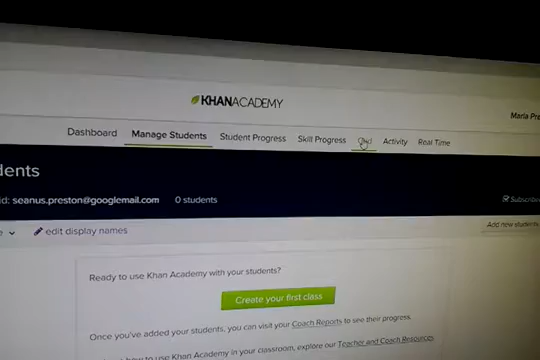 KHANACADEMY
Maria Pre
Dashboard Manage Students Student Progress Skill Progress Grid Activity Real Time
dents
id: seanus.preston@googlemail.com 0 students Subscribe
edit display names Add new students
Ready to use Khan Academy with your students?
Create your first class
Once you've added your students, you can visit your Coach Reports to see their progress.
how to use Khan Academy in your classroom, explore our Teacher and Coach Resources.